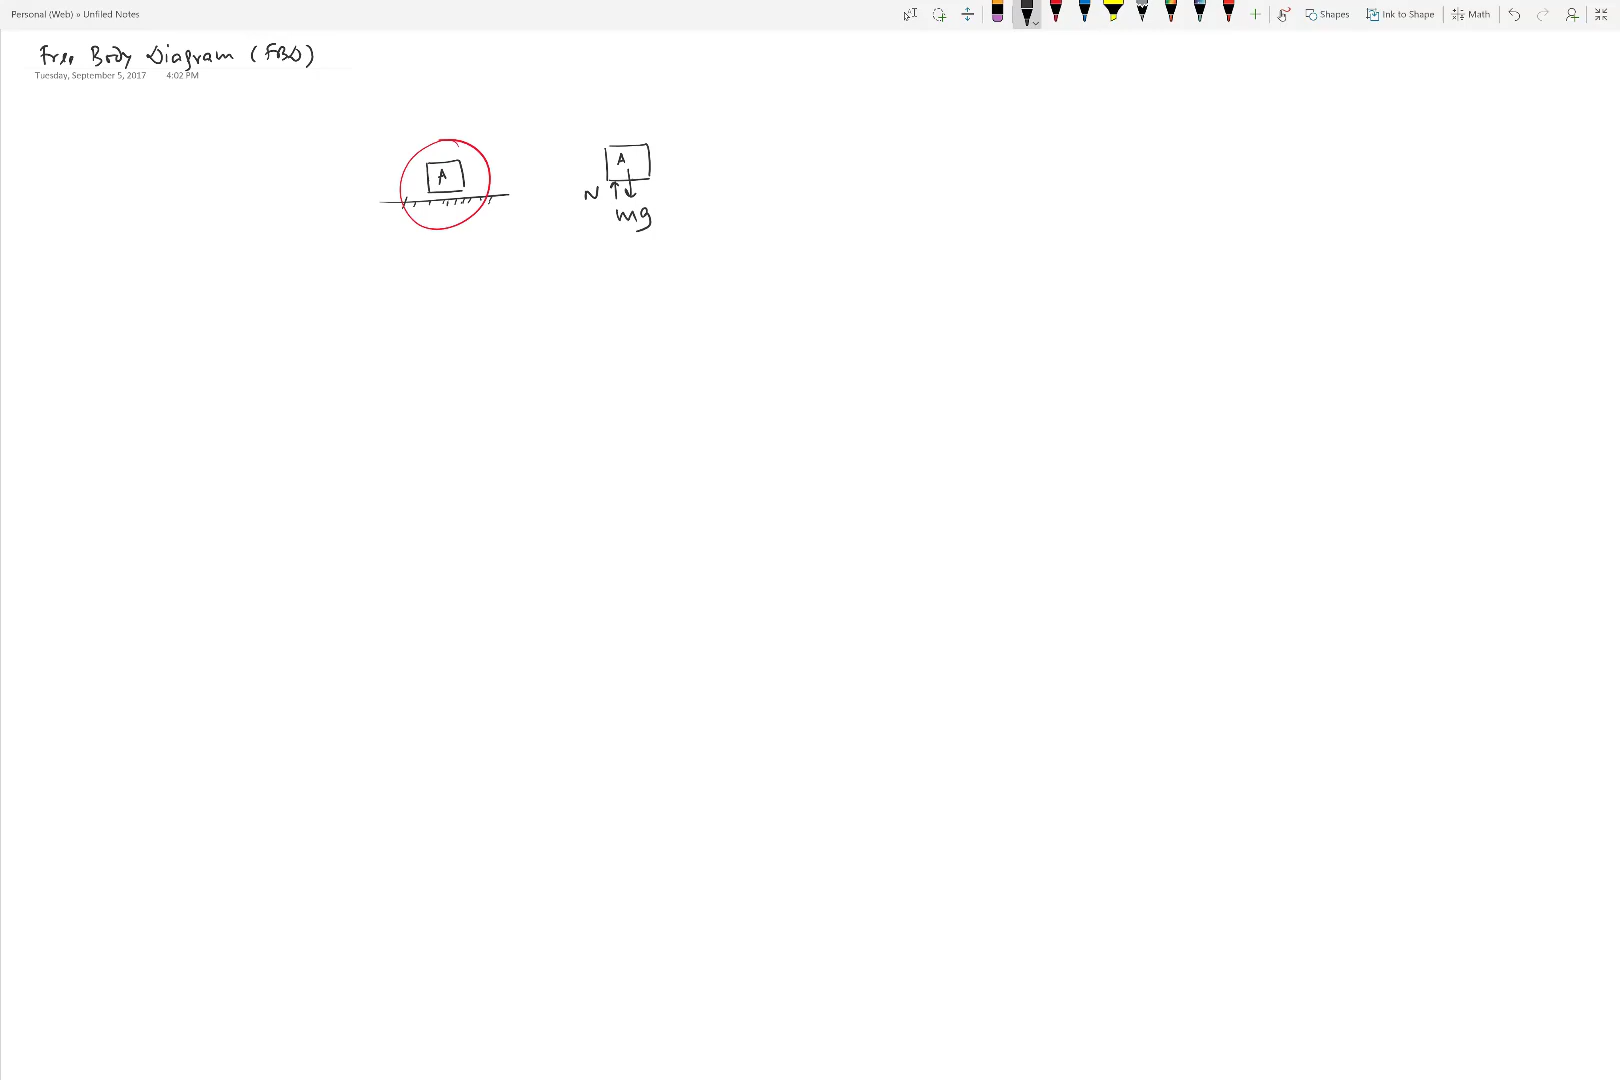 Personal (Web) » Unfiled Notes
Shapes
Ink to Shape
Math
Free Body Diagram (FBD)
Tuesday, September 5, 2017 4:02 PM
A
A
N
mg